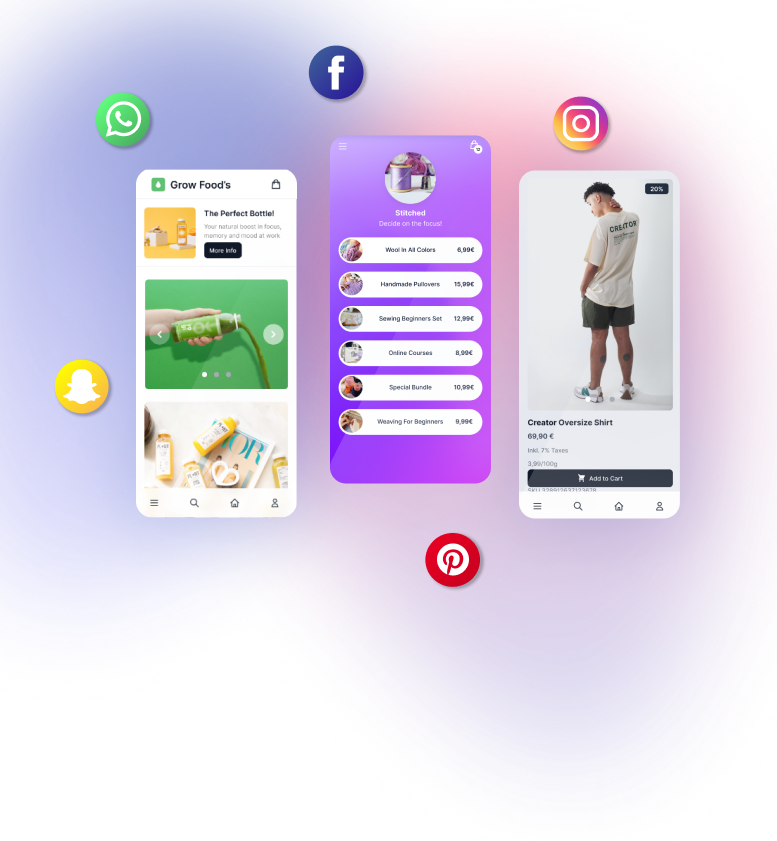 Grow Food's
The Perfect Bottle!
Your natural boost in focus,
memory and mood at work
More Info
OR
Stitched
Decide on the focus!
Wool In All Colors 6,99€
Handmade Pullovers 15,99€
Sewing Beginners Set 12,99€
Online Courses 8,99€
Special Bundle 10,99€
Weaving For Beginners 9,99€
20%
CREATOR
Creator Oversize Shirt
69,90 €
Inkl. 7% Taxes
3,99/100g
Add to Cart